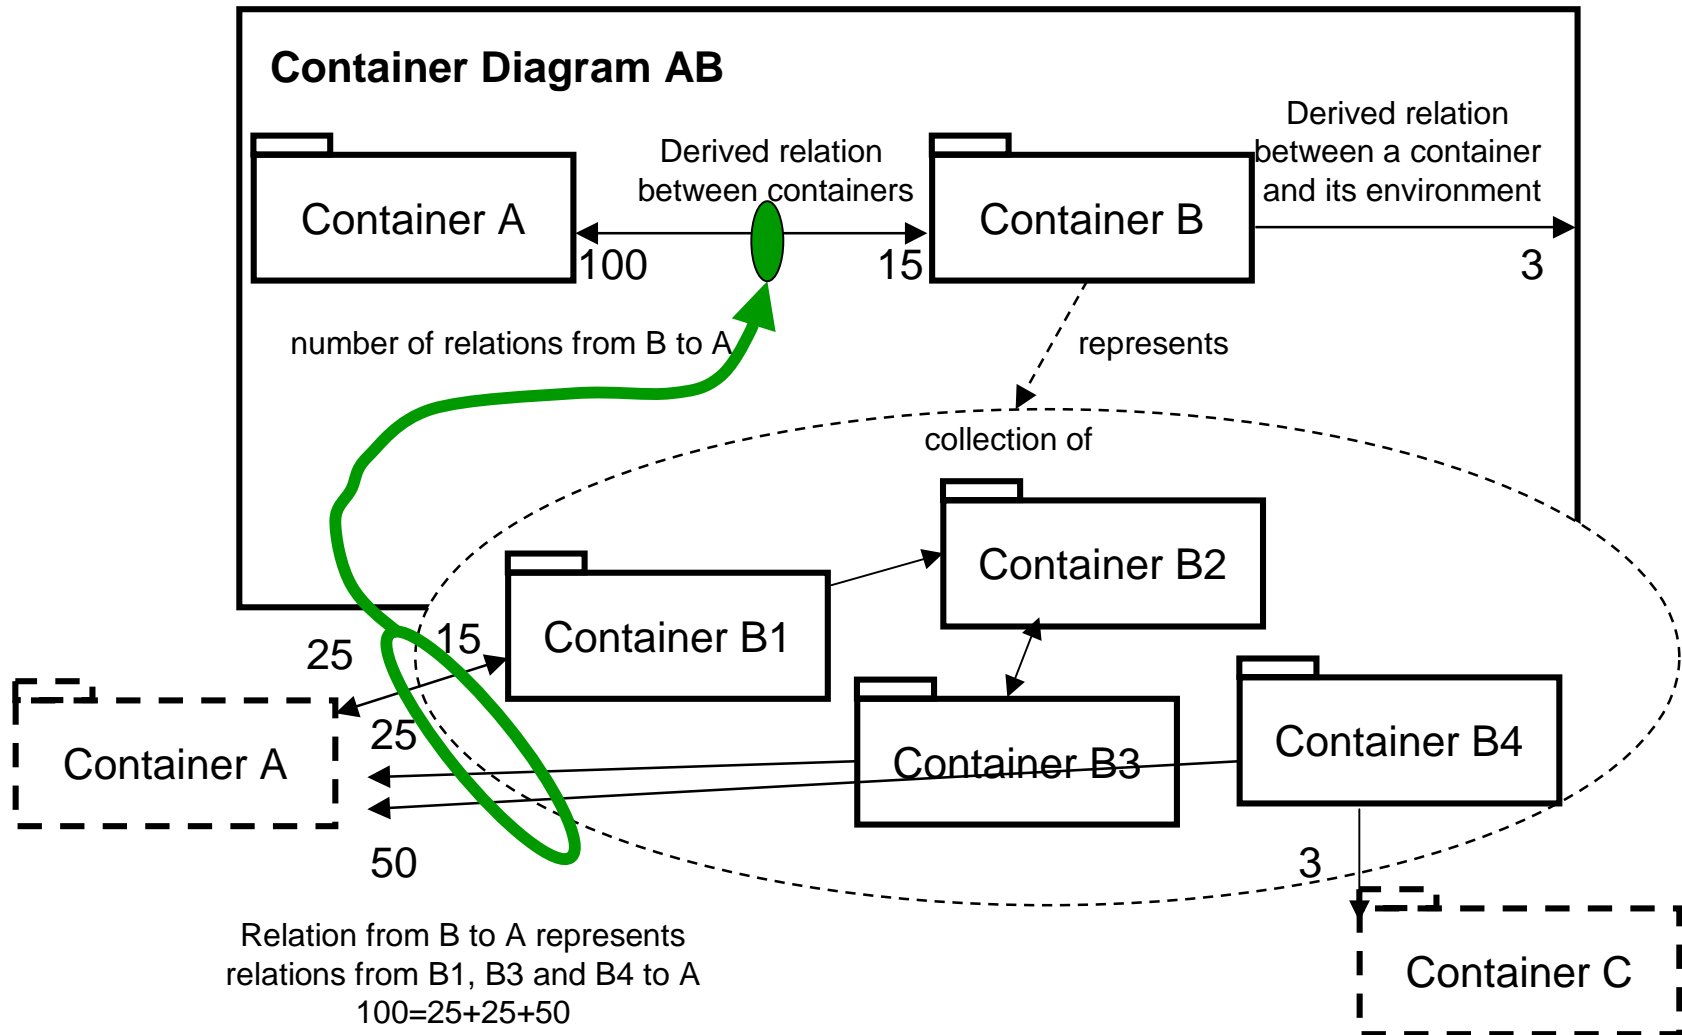 Container Diagram AB
Derived relation
between a container
and its environment
Derived relation
between containers
Container A
Container B
100
15
3
number of relations from B to A
represents
collection of
Container B2
Container B1
15
25
Container B4
25
Container A
Container B3
50
3
Relation from B to A represents
relations from B1, B3 and B4 to A
100=25+25+50
Container C